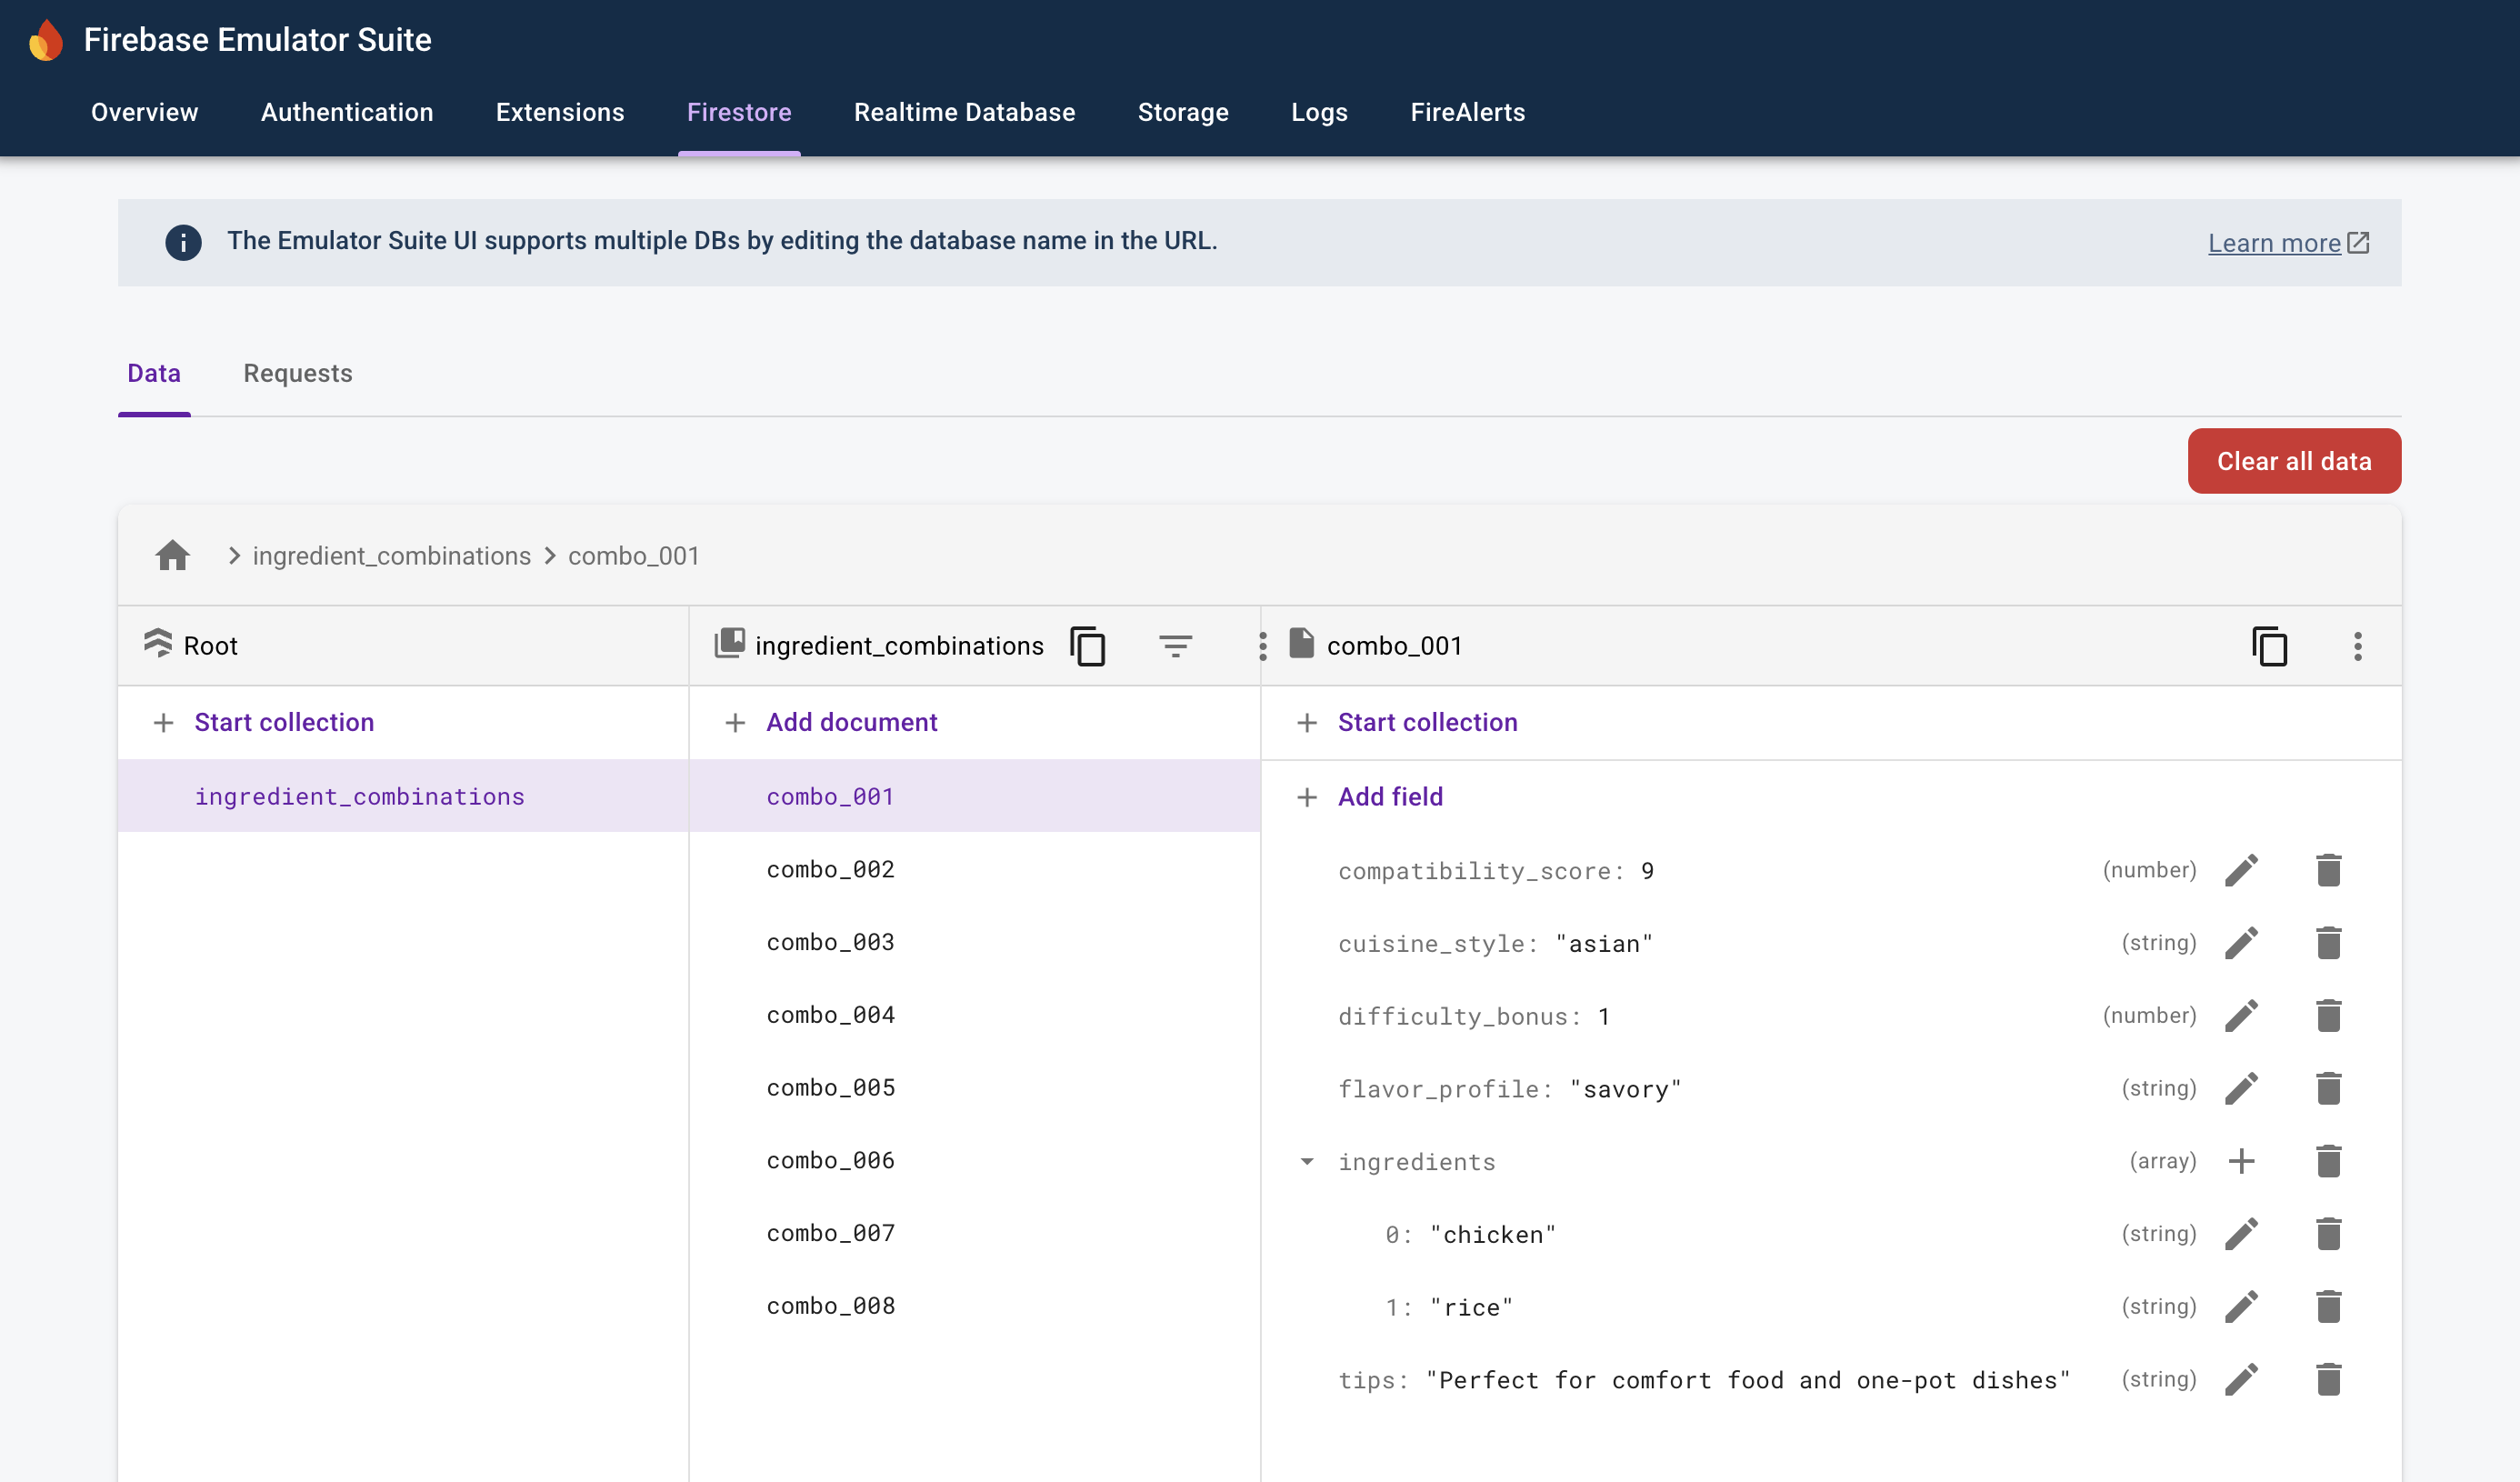 Firebase Emulator Suite
Overview Authentication Extensions Firestore Realtime Database Storage Logs FireAlerts
The Emulator Suite UI supports multiple DBs by editing the database name in the URL. Learn more
Data Requests
Clear all data
ingredient_combinations combo_001
Root
Start collection
ingredient_combinations
ingredient_combinations
Add document
combo_001
combo_002
combo_003
combo_004
combo_005
combo_006
combo_007
combo_008
combo_001
Start collection
Add field
compatibility_score: 9 (number)
cuisine_style: "asian" (string)
difficulty_bonus: 1 (number)
flavor_profile: "savory" (string)
ingredients (array)
0: "chicken" (string)
1: "rice" (string)
tips: "Perfect for comfort food and one-pot dishes" (string)